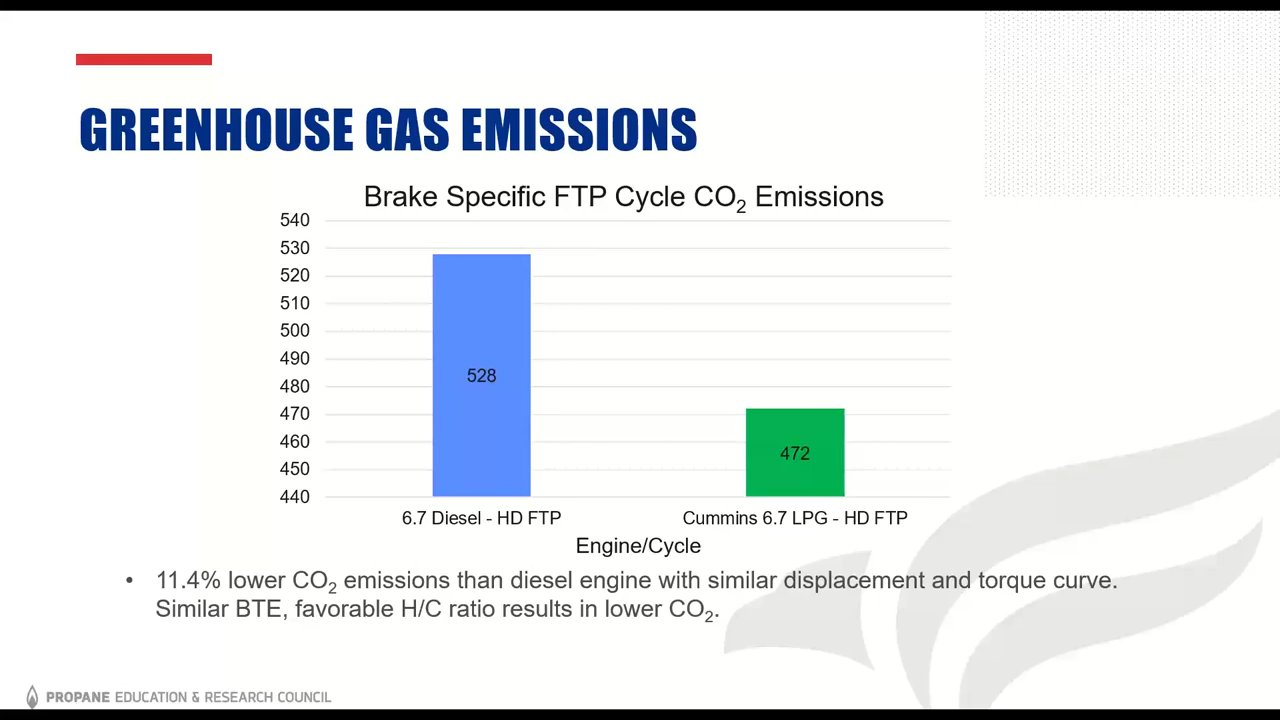 GREENHOUSE GAS EMISSIONS
Brake Specific FTP Cycle CO₂ Emissions
540
530
520
510
500
490
480
470
460
450
440
528
472
6.7 Diesel - HD FTP
Cummins 6.7 LPG - HD FTP
Engine/Cycle
• 11.4% lower CO₂ emissions than diesel engine with similar displacement and torque curve.
Similar BTE, favorable H/C ratio results in lower CO₂.
PROPANE EDUCATION & RESEARCH COUNCIL